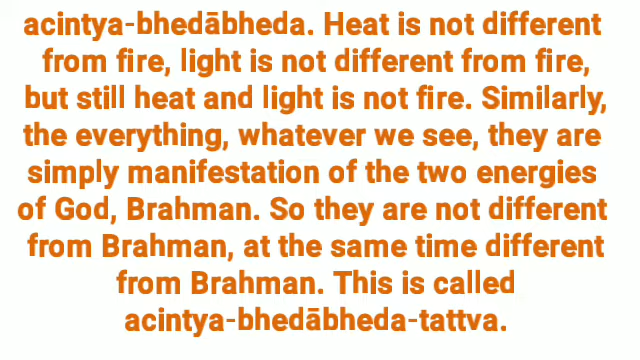 acintya-bhedābheda. Heat is not different
from fire, light is not different from fire,
but still heat and light is not fire. Similarly,
the everything, whatever we see, they are
simply manifestation of the two energies
of God, Brahman. So they are not different
from Brahman, at the same time different
from Brahman. This is called
acintya-bhedābheda-tattva.